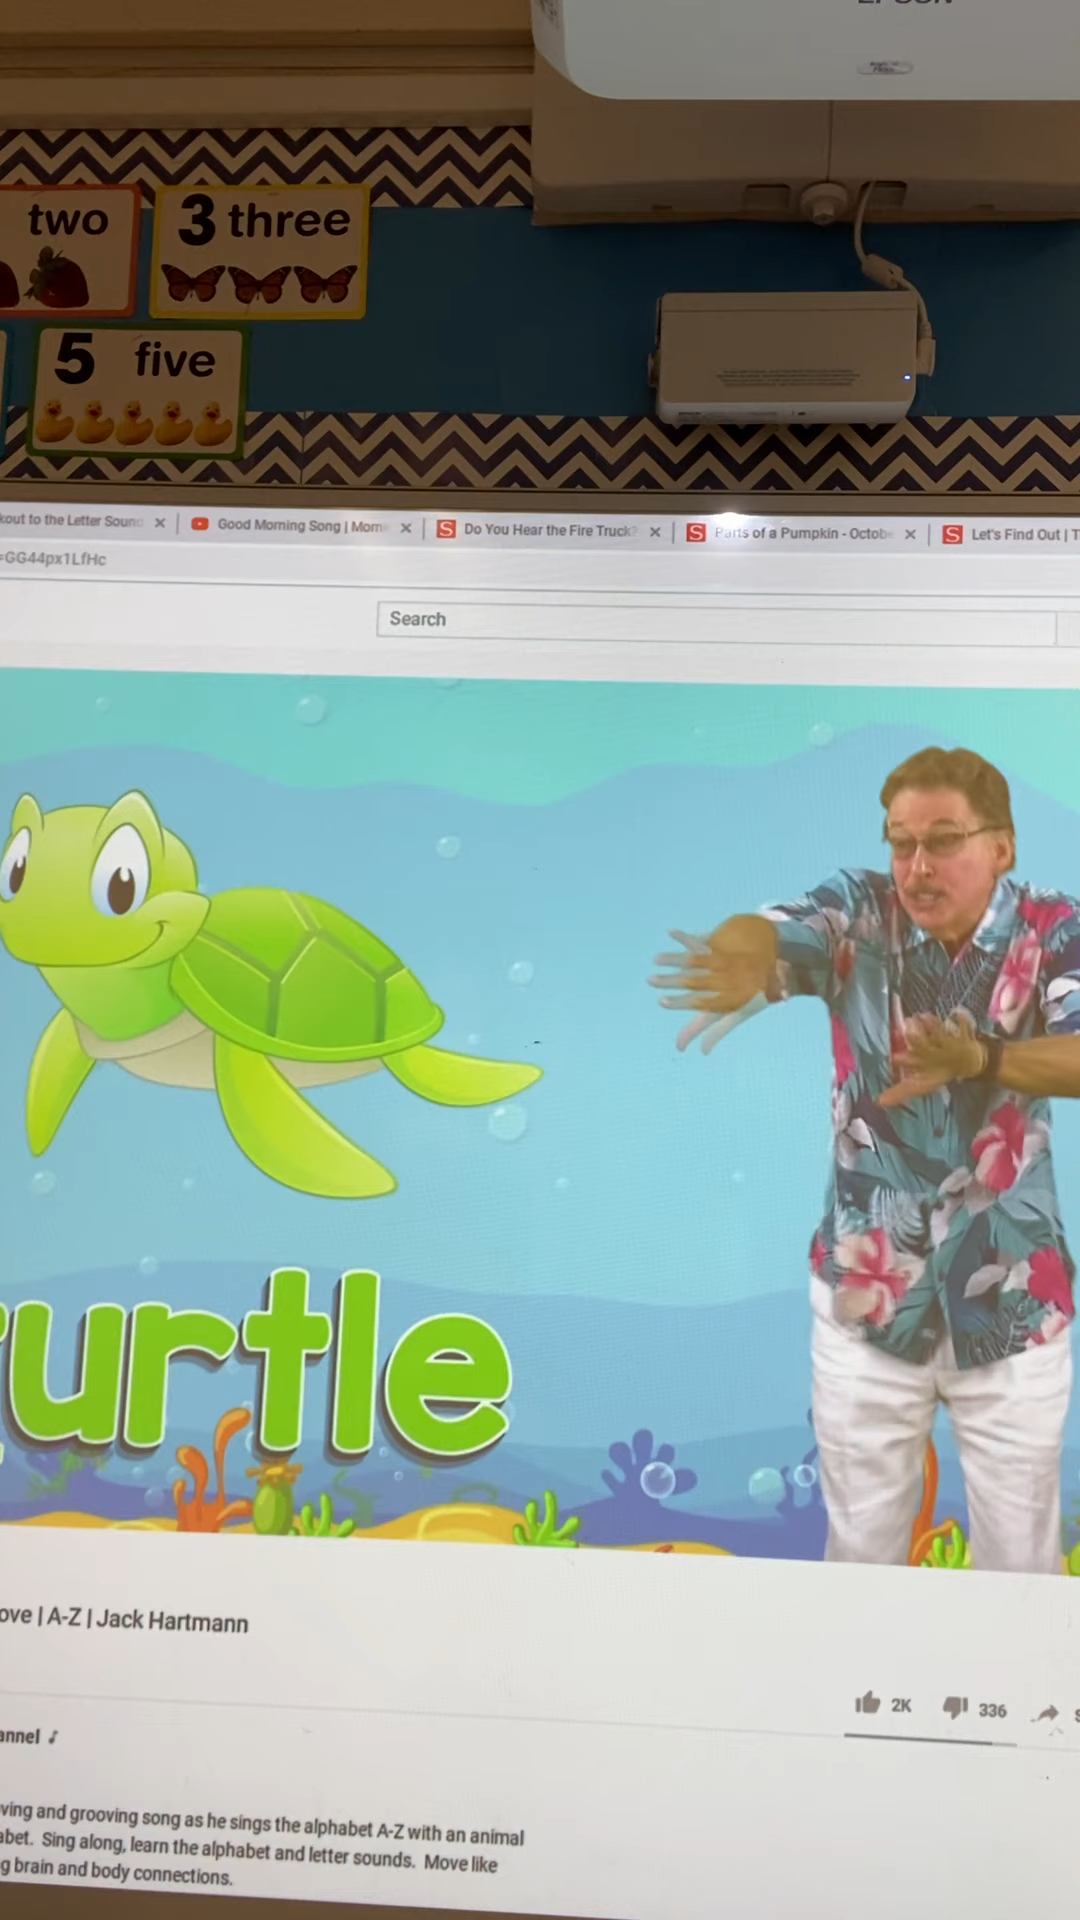 two
3 three
5 five
kout to the Letter Sound
Good Morning Song | Morn
Do You Hear the Fire Truck?
Parts of a Pumpkin - Octobe
Let's Find Out | T
=GG44px1LfHc
Search
urtle
ove | A-Z | Jack Hartmann
2K
336
annel
ving and grooving song as he sings the alphabet A-Z with an animal
abet. Sing along, learn the alphabet and letter sounds. Move like
g brain and body connections.